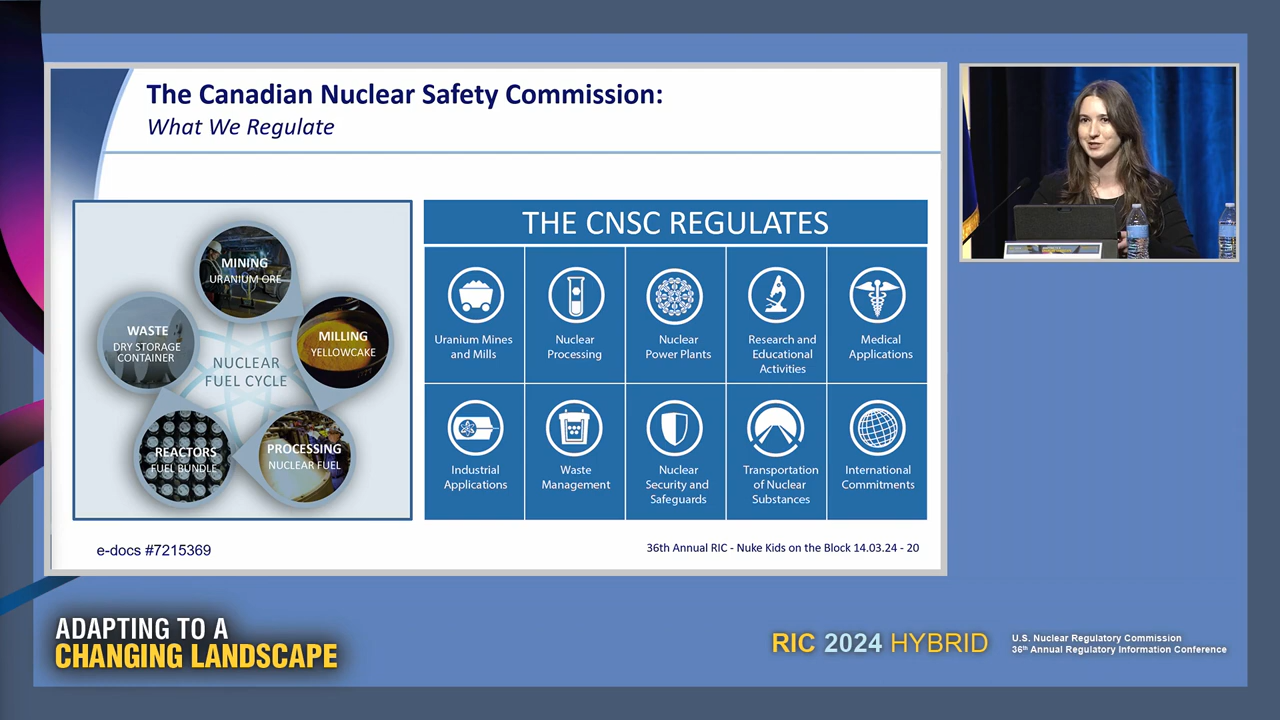 The Canadian Nuclear Safety Commission:
What We Regulate
MINING
URANIUM ORE
MILLING
YELLOWCAKE
PROCESSING
NUCLEAR FUEL
REACTORS
FUEL BUNDLE
WASTE
DRY STORAGE
CONTAINER
NUCLEAR
FUEL CYCLE
THE CNSC REGULATES
Uranium Mines
and Mills
Nuclear
Processing
Nuclear
Power Plants
Research and
Educational
Activities
Medical
Applications
Industrial
Applications
Waste
Management
Nuclear
Security and
Safeguards
Transportation
of Nuclear
Substances
International
Commitments
e-docs #7215369
36th Annual RIC - Nuke Kids on the Block 14.03.24 - 20
ADAPTING TO A
CHANGING LANDSCAPE
RIC 2024 HYBRID
U.S. Nuclear Regulatory Commission
36th Annual Regulatory Information Conference